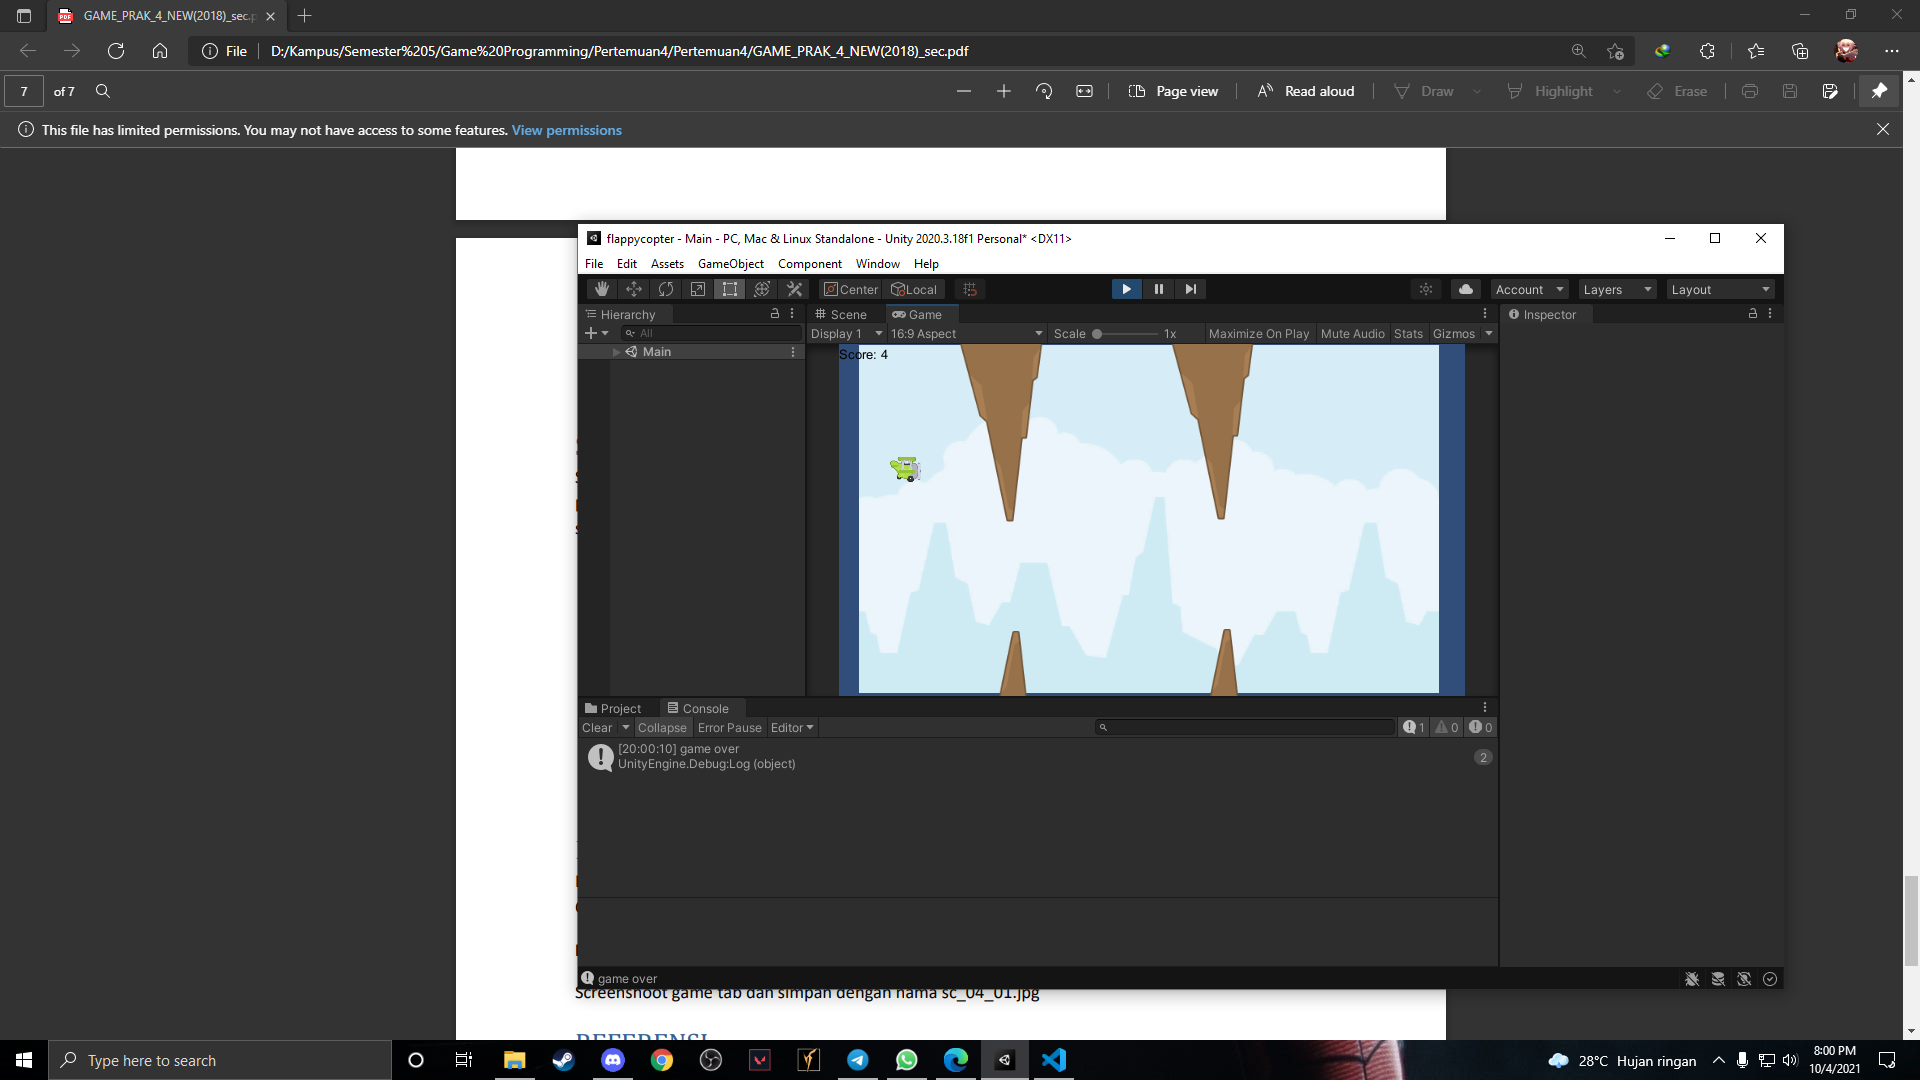 GAME_PRAK_4_NEW(2018)_sec.p
File
D:/Kampus/Semester%205/Game%20Programming/Pertemuan4/Pertemuan4/GAME_PRAK_4_NEW(2018)_sec.pdf
7 of 7
Page view
Read aloud
Draw
Highlight
Erase
This file has limited permissions. You may not have access to some features. View permissions
flappycopter - Main - PC, Mac & Linux Standalone - Unity 2020.3.18f1 Personal* <DX11>
File Edit Assets GameObject Component Window Help
Center Local Account Layers Layout
Hierarchy Scene Game Inspector
All Display 1 16:9 Aspect Scale 1x Maximize On Play Mute Audio Stats Gizmos
Main
Score: 4
Project Console
Clear Collapse Error Pause Editor 1 0 0
[20:00:10] game over
UnityEngine.Debug:Log (object)
2
game over
Screenshoot game tab dan simpan dengan nama sc_04_01.jpg
REFERENSI
Type here to search
28°C Hujan ringan
8:00 PM
10/4/2021